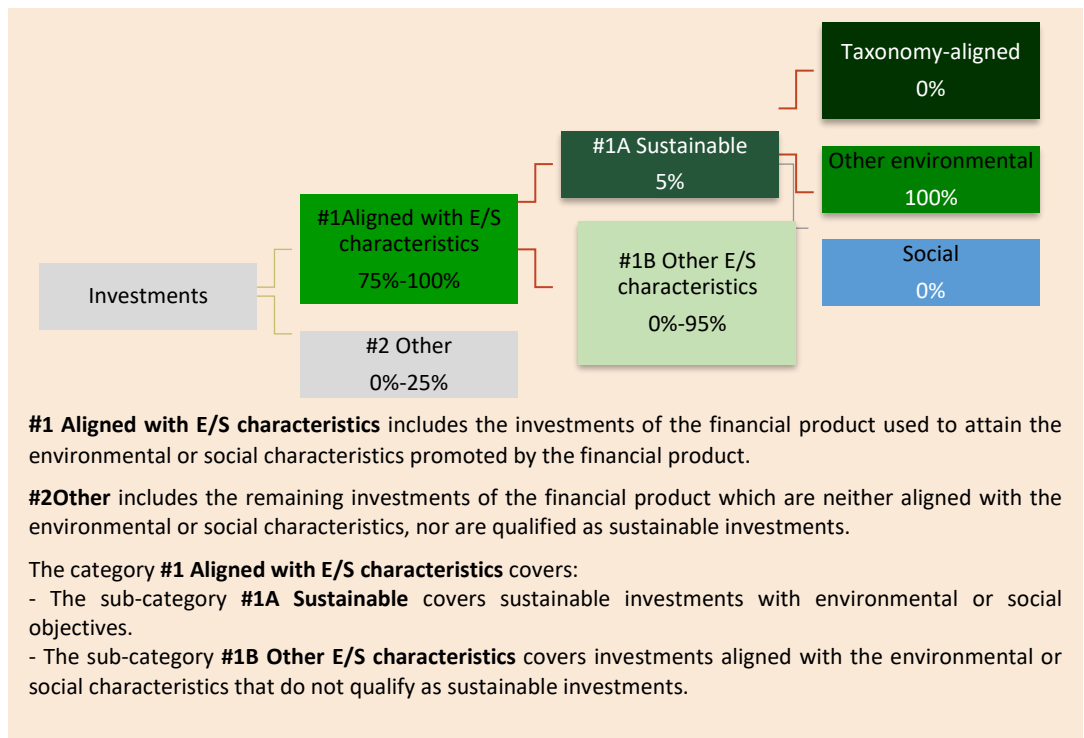 Taxonomy-aligned
0%
#1A Sustainable
5%
Other environmental
100%
#1Aligned with E/S
characteristics
75%-100%
#1B Other E/S
characteristics
0%-95%
Social
0%
Investments
#2 Other
0%-25%
#1 Aligned with E/S characteristics includes the investments of the financial product used to attain the
environmental or social characteristics promoted by the financial product.
#2Other includes the remaining investments of the financial product which are neither aligned with the
environmental or social characteristics, nor are qualified as sustainable investments.
The category #1 Aligned with E/S characteristics covers:
- The sub-category #1A Sustainable covers sustainable investments with environmental or social
objectives.
- The sub-category #1B Other E/S characteristics covers investments aligned with the environmental or
social characteristics that do not qualify as sustainable investments.